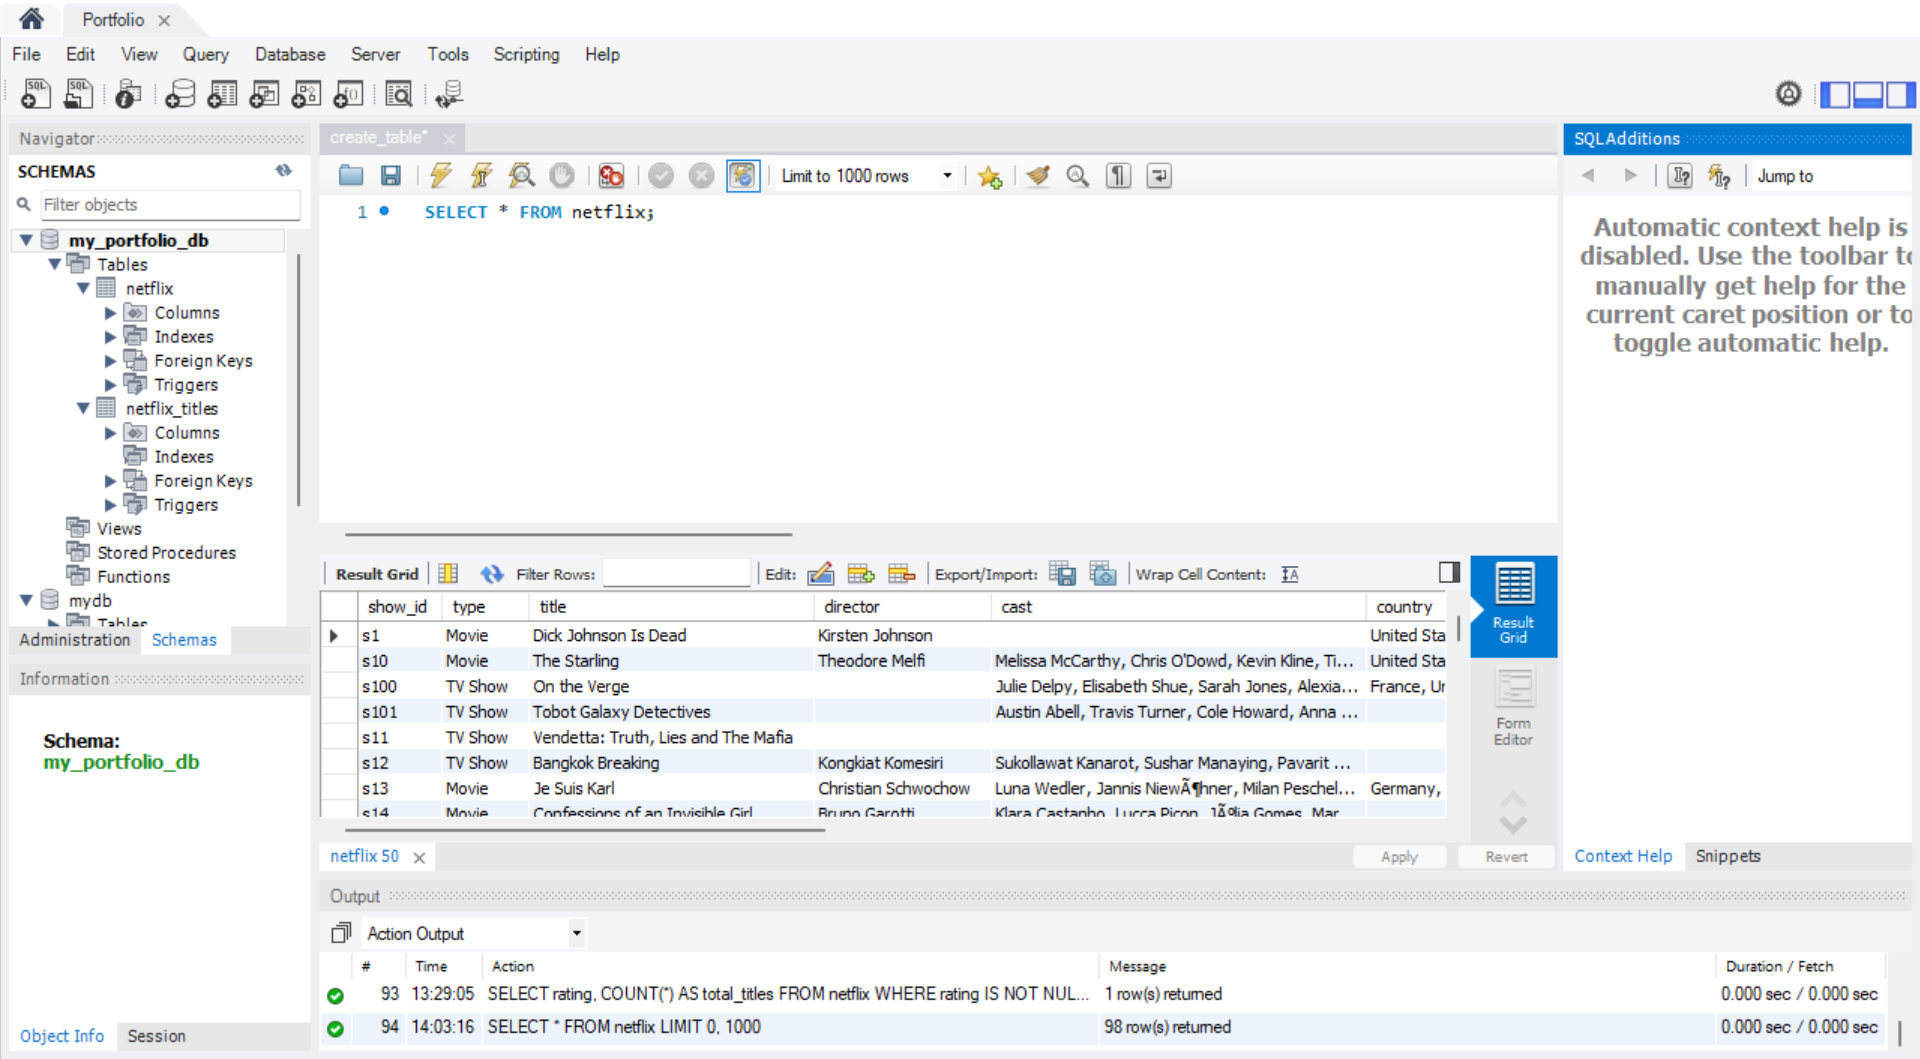 Portfolio
File Edit View Query Database Server Tools Scripting Help
Navigator
SCHEMAS
Filter objects
my_portfolio_db
Tables
netflix
Columns
Indexes
Foreign Keys
Triggers
netflix_titles
Columns
Indexes
Foreign Keys
Triggers
Views
Stored Procedures
Functions
mydb
Tables
Administration Schemas
Information
Schema:
my_portfolio_db
Object Info Session
create_table*
Limit to 1000 rows
1 SELECT * FROM netflix;
Result Grid Filter Rows: Edit: Export/Import: Wrap Cell Content:
show_id type title director cast country
s1 Movie Dick Johnson Is Dead Kirsten Johnson United Sta
s10 Movie The Starling Theodore Melfi Melissa McCarthy, Chris O'Dowd, Kevin Kline, Ti... United Sta
s100 TV Show On the Verge Julie Delpy, Elisabeth Shue, Sarah Jones, Alexia... France, Ur
s101 TV Show Tobot Galaxy Detectives Austin Abell, Travis Turner, Cole Howard, Anna ...
s11 TV Show Vendetta: Truth, Lies and The Mafia
s12 TV Show Bangkok Breaking Kongkiat Komesiri Sukollawat Kanarot, Sushar Manaying, Pavarit ...
s13 Movie Je Suis Karl Christian Schwochow Luna Wedler, Jannis NiewÃ¶hner, Milan Peschel... Germany,
s14 Movie Confessions of an Invisible Girl Bruno Garotti Klara Castanho, Lucca Picon, JÃºlia Gomes, Mar
Result
Grid
Form
Editor
netflix 50
Apply Revert
SQLAdditions
Jump to
Automatic context help is
disabled. Use the toolbar to
manually get help for the
current caret position or to
toggle automatic help.
Context Help Snippets
Output
Action Output
# Time Action Message Duration / Fetch
93 13:29:05 SELECT rating, COUNT(*) AS total_titles FROM netflix WHERE rating IS NOT NUL... 1 row(s) returned 0.000 sec / 0.000 sec
94 14:03:16 SELECT * FROM netflix LIMIT 0, 1000 98 row(s) returned 0.000 sec / 0.000 sec